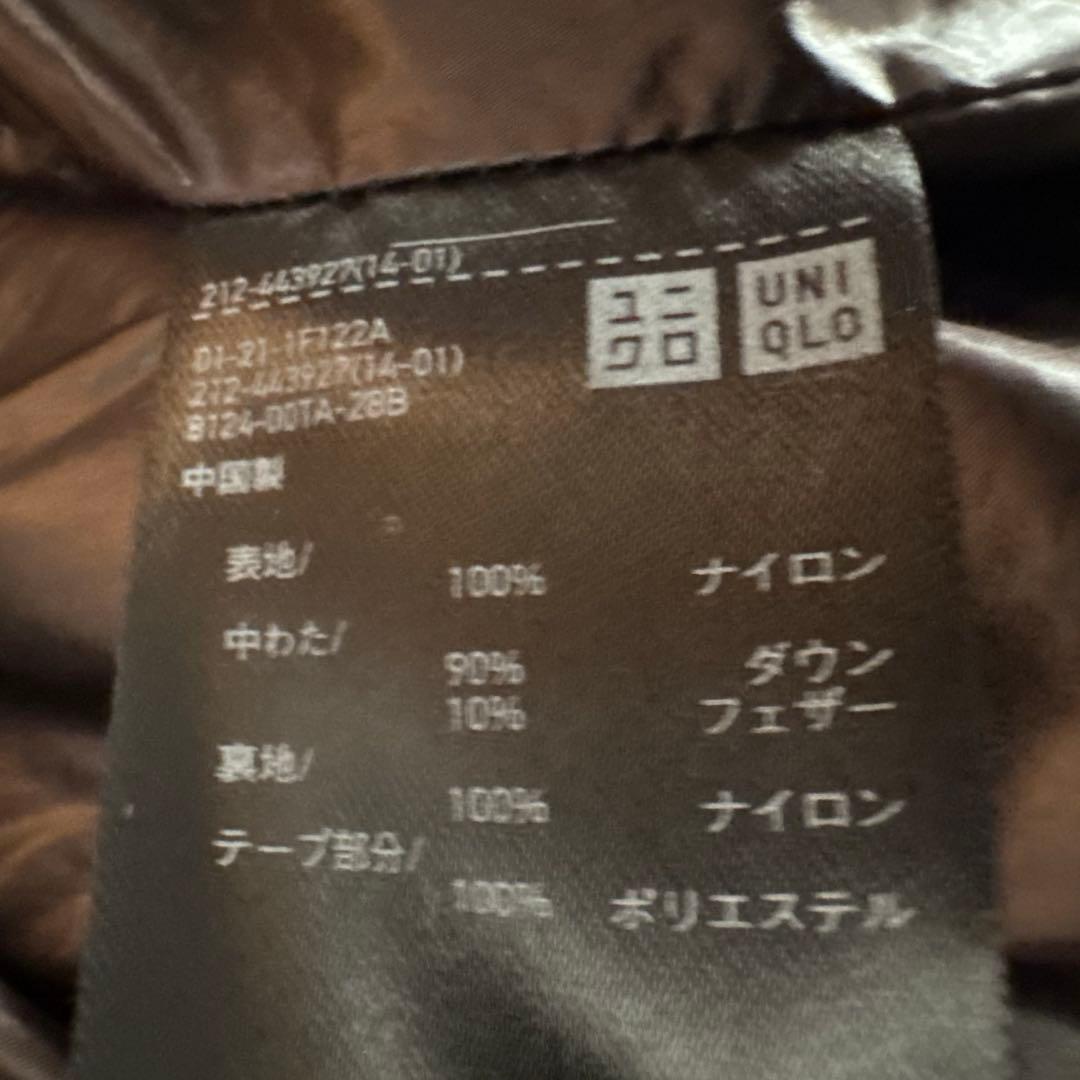 212-443927(14-01)
ユニ
クロ
UNI
QLO
01-21-1F122A
212-443927(14-01)
8124-00TA-28B
中国製
表地/
100% ナイロン
中わた/
90% ダウン
10% フェザー
裏地/
100% ナイロン
テープ部分/
100% ポリエステル